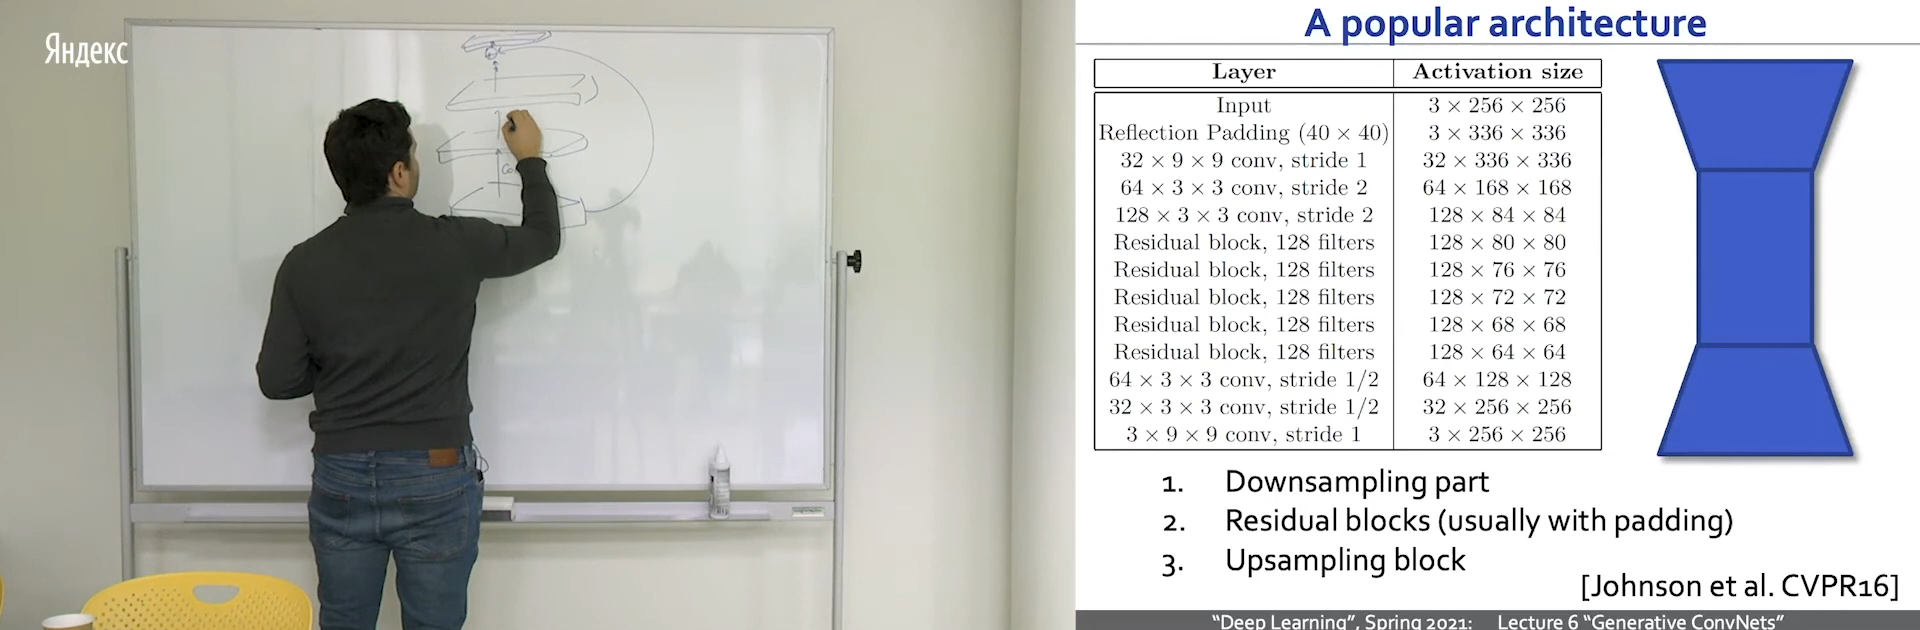 Яндекс
Co
A popular architecture
Layer Activation size
Input 3 × 256 × 256
Reflection Padding (40 × 40) 3 × 336 × 336
32 × 9 × 9 conv, stride 1 32 × 336 × 336
64 × 3 × 3 conv, stride 2 64 × 168 × 168
128 × 3 × 3 conv, stride 2 128 × 84 × 84
Residual block, 128 filters 128 × 80 × 80
Residual block, 128 filters 128 × 76 × 76
Residual block, 128 filters 128 × 72 × 72
Residual block, 128 filters 128 × 68 × 68
Residual block, 128 filters 128 × 64 × 64
64 × 3 × 3 conv, stride 1/2 64 × 128 × 128
32 × 3 × 3 conv, stride 1/2 32 × 256 × 256
3 × 9 × 9 conv, stride 1 3 × 256 × 256
1. Downsampling part
2. Residual blocks (usually with padding)
3. Upsampling block
[Johnson et al. CVPR16]
"Deep Learning", Spring 2021: Lecture 6 "Generative ConvNets"